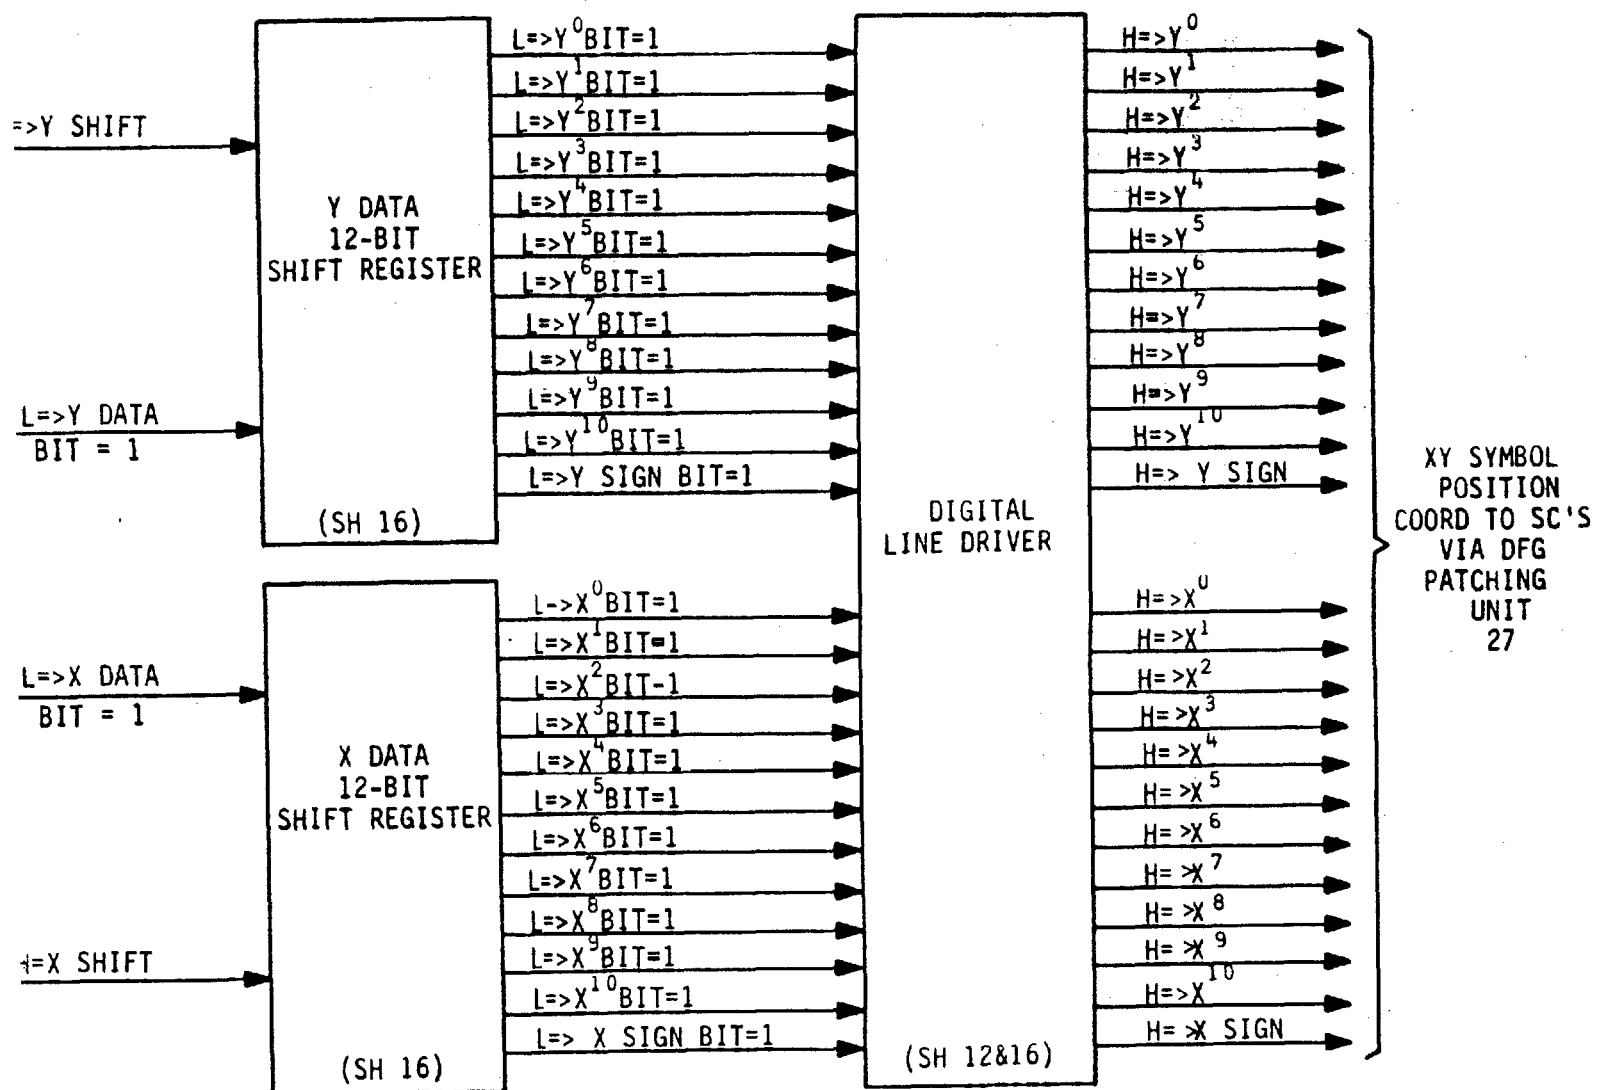 =>Y SHIFT
L=>Y DATA
BIT = 1
Y DATA
12-BIT
SHIFT REGISTER
(SH 16)
L=>Y⁰BIT=1
L=>Y¹BIT=1
L=>Y²BIT=1
L=>Y³BIT=1
L=>Y⁴BIT=1
L=>Y⁵BIT=1
L=>Y⁶BIT=1
L=>Y⁷BIT=1
L=>Y⁸BIT=1
L=>Y⁹BIT=1
L=>Y¹⁰BIT=1
L=>Y SIGN BIT=1
L=>X DATA
BIT = 1
=X SHIFT
X DATA
12-BIT
SHIFT REGISTER
(SH 16)
L->X⁰BIT=1
L=>X¹BIT=1
L=>X²BIT-1
L=>X³BIT=1
L=>X⁴BIT=1
L=>X⁵BIT=1
L=>X⁶BIT=1
L=>X⁷BIT=1
L=>X⁸BIT=1
L=>X⁹BIT=1
L=>X¹⁰BIT=1
L=> X SIGN BIT=1
DIGITAL
LINE DRIVER
(SH 12&16)
H=>Y⁰
H=>Y¹
H=>Y²
H=>Y³
H=>Y⁴
H=>Y⁵
H=>Y⁶
H=>Y⁷
H=>Y⁸
H=>Y⁹
H=>Y¹⁰
H=> Y SIGN
H=>X⁰
H=>X¹
H=>X²
H=>X³
H=>X⁴
H=>X⁵
H=>X⁶
H=>X⁷
H=>X⁸
H=>X⁹
H=>X¹⁰
H=>X SIGN
XY SYMBOL
POSITION
COORD TO SC'S
VIA DFG
PATCHING
UNIT
27